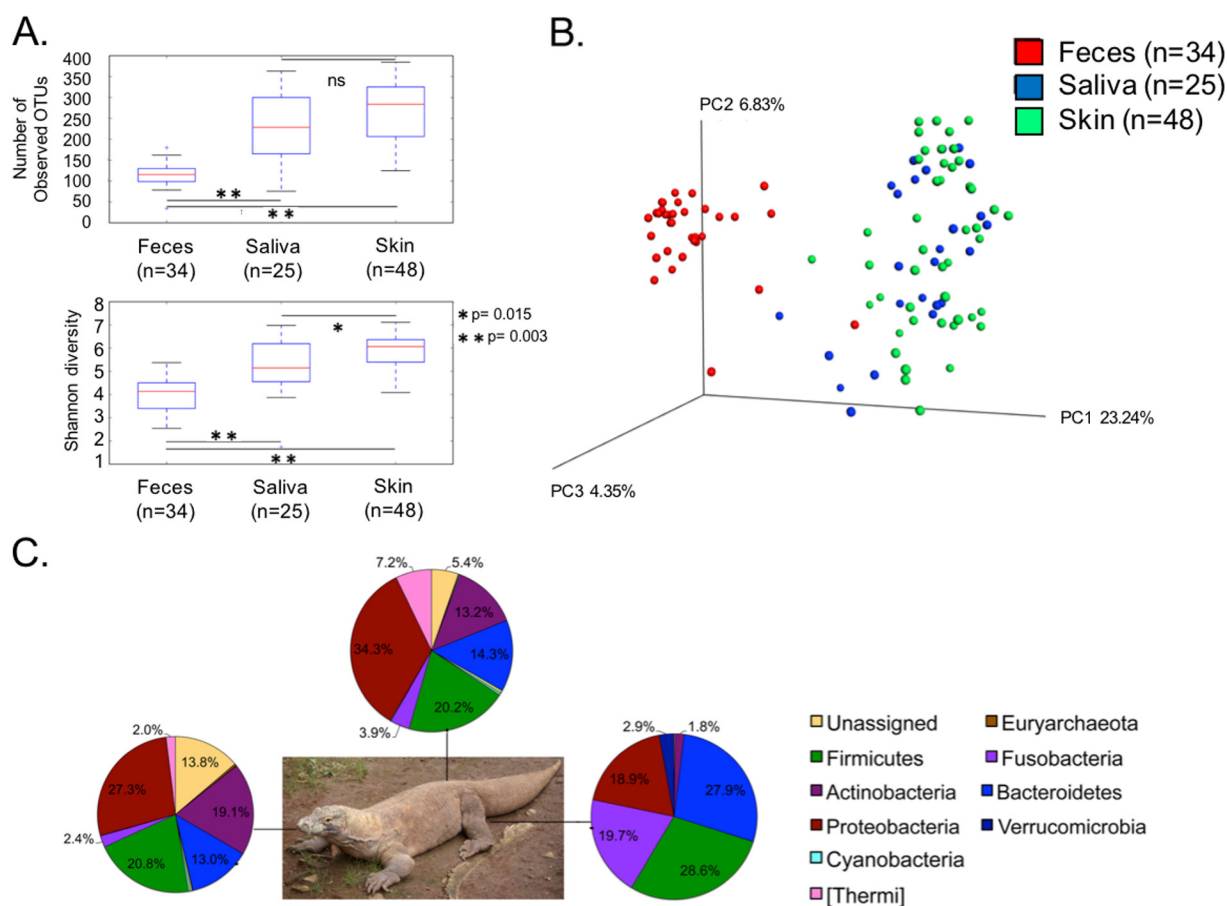 A.
Number of
Observed OTUs
400
350
300
250
200
150
100
50
0
ns
**
**
Feces
(n=34)
Saliva
(n=25)
Skin
(n=48)
Shannon diversity
8
7
6
5
4
3
2
1
*
* p= 0.015
** p= 0.003
**
**
Feces
(n=34)
Saliva
(n=25)
Skin
(n=48)
B.
Feces (n=34)
Saliva (n=25)
Skin (n=48)
PC2 6.83%
PC1 23.24%
PC3 4.35%
C.
7.2%
5.4%
13.2%
34.3%
14.3%
20.2%
3.9%
2.0%
13.8%
27.3%
19.1%
2.4%
20.8%
13.0%
2.9%
1.8%
18.9%
27.9%
19.7%
28.6%
Unassigned
Firmicutes
Actinobacteria
Proteobacteria
Cyanobacteria
[Thermi]
Euryarchaeota
Fusobacteria
Bacteroidetes
Verrucomicrobia